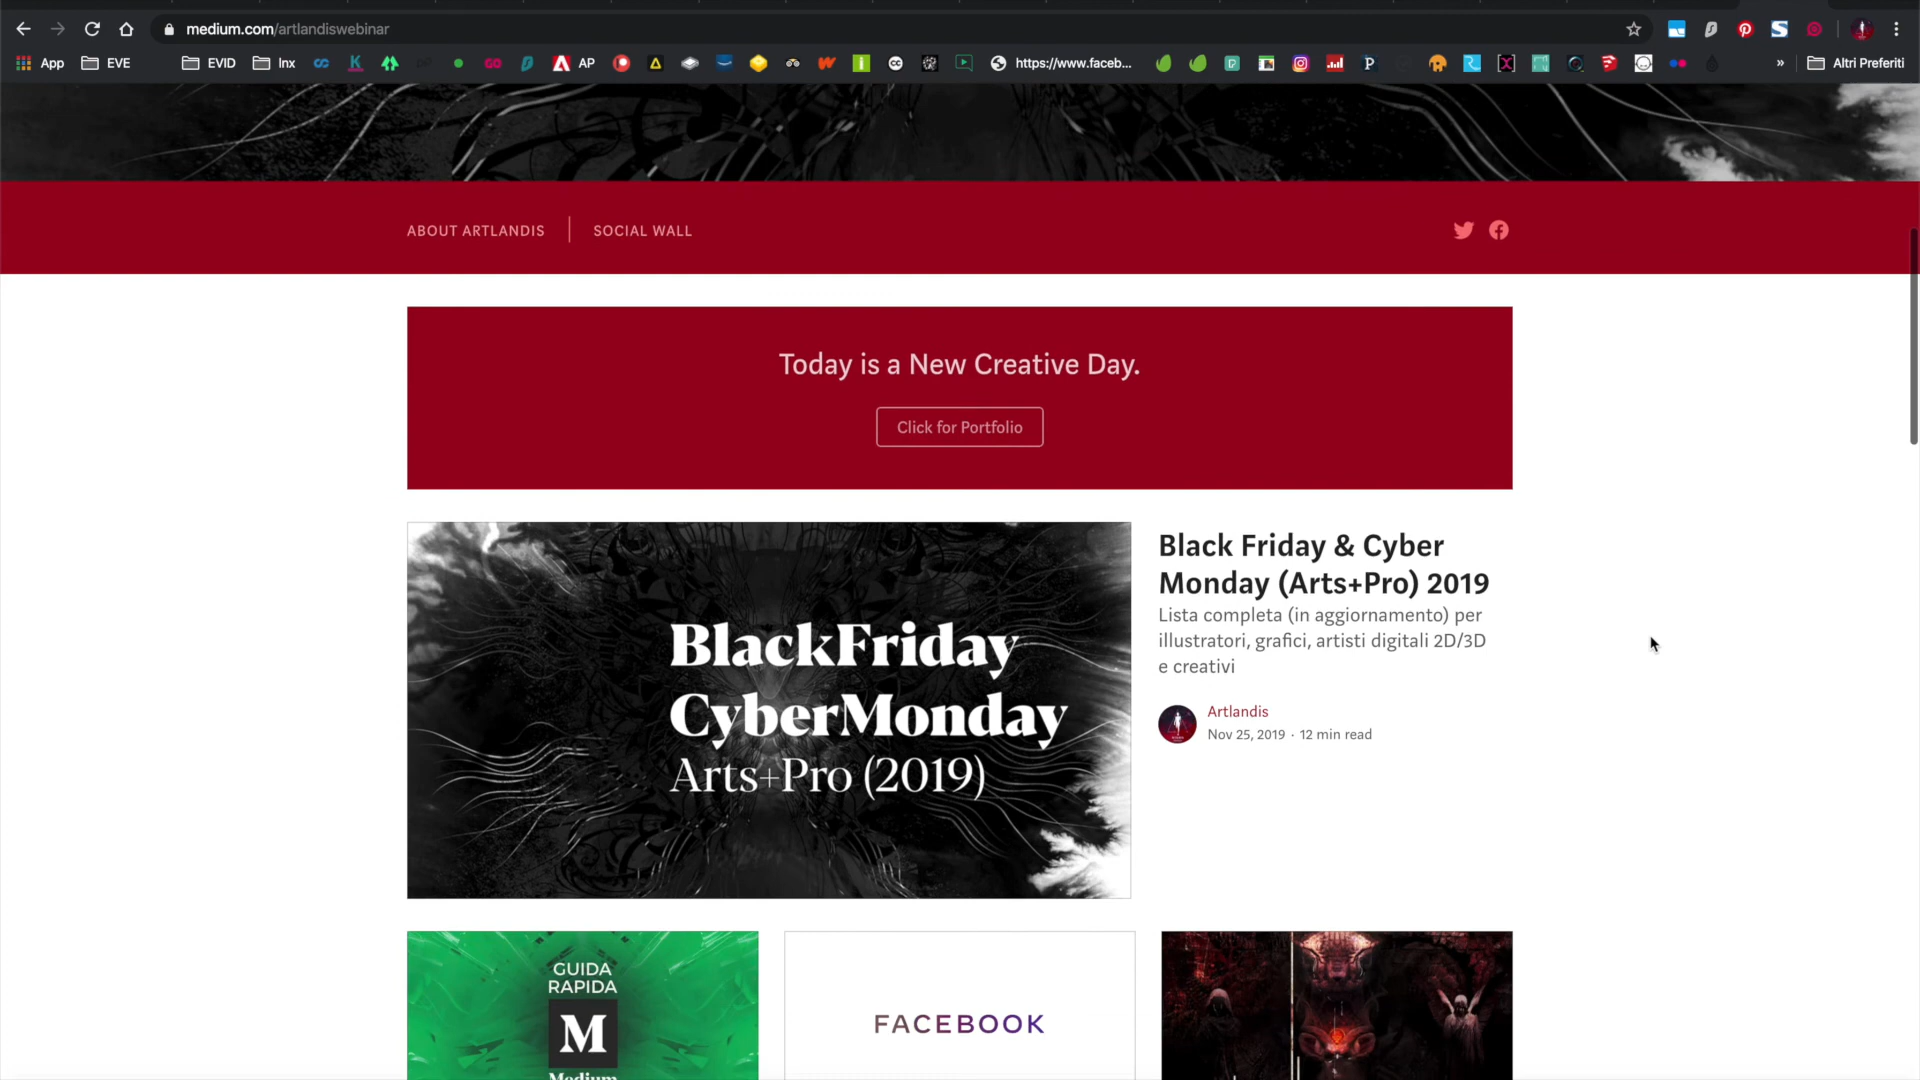 medium.com/artlandiswebinar
App
EVE
EVID
Inx
AP
https://www.faceb...
»
Altri Preferiti
ABOUT ARTLANDIS
SOCIAL WALL
Today is a New Creative Day.
Click for Portfolio
BlackFriday
CyberMonday
Arts+Pro (2019)
Black Friday & Cyber
Monday (Arts+Pro) 2019
Lista completa (in aggiornamento) per
illustratori, grafici, artisti digitali 2D/3D
e creativi
Artlandis
Nov 25, 2019 · 12 min read
GUIDA
RAPIDA
M
Medium
FACEBOOK